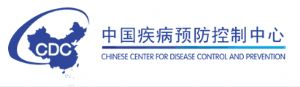 CDC
中国疾病预防控制中心
CHINESE CENTER FOR DISEASE CONTROL AND PREVENTION